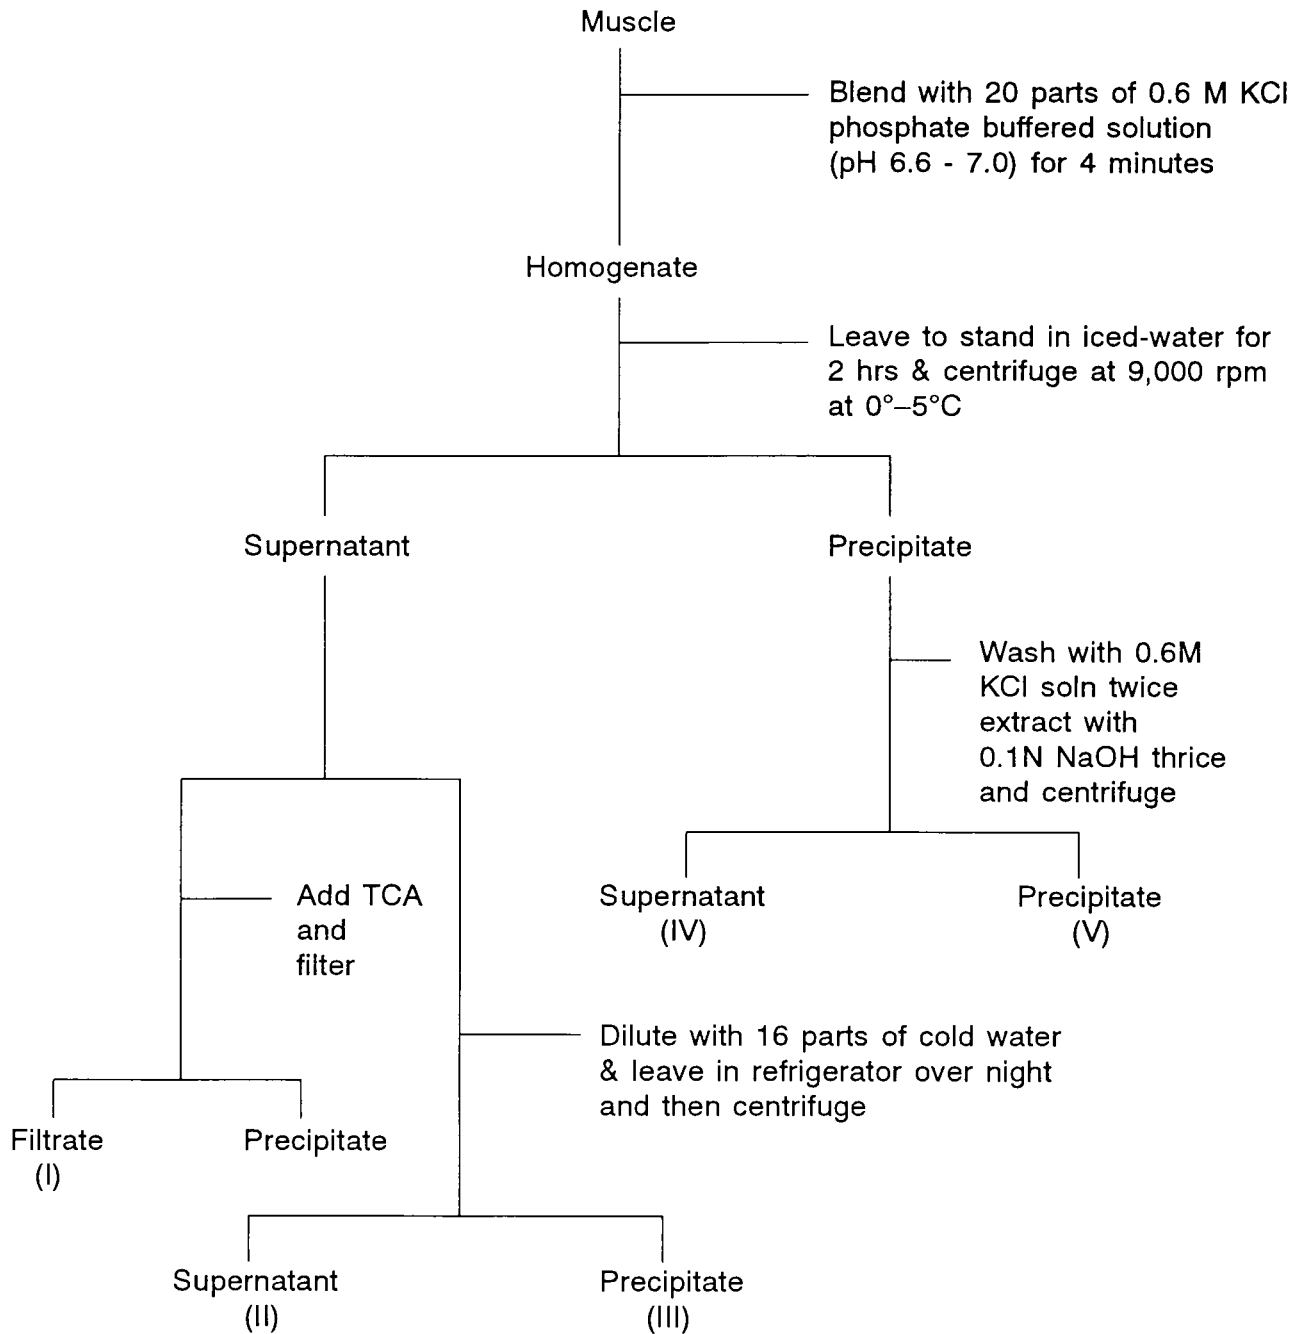 Muscle
Blend with 20 parts of 0.6 M KCl
phosphate buffered solution
(pH 6.6 - 7.0) for 4 minutes
Homogenate
Leave to stand in iced-water for
2 hrs & centrifuge at 9,000 rpm
at 0°–5°C
Supernatant
Precipitate
Wash with 0.6M
KCl soln twice
extract with
0.1N NaOH thrice
and centrifuge
Add TCA
and
filter
Supernatant
(IV)
Precipitate
(V)
Dilute with 16 parts of cold water
& leave in refrigerator over night
and then centrifuge
Filtrate
(I)
Precipitate
Supernatant
(II)
Precipitate
(III)